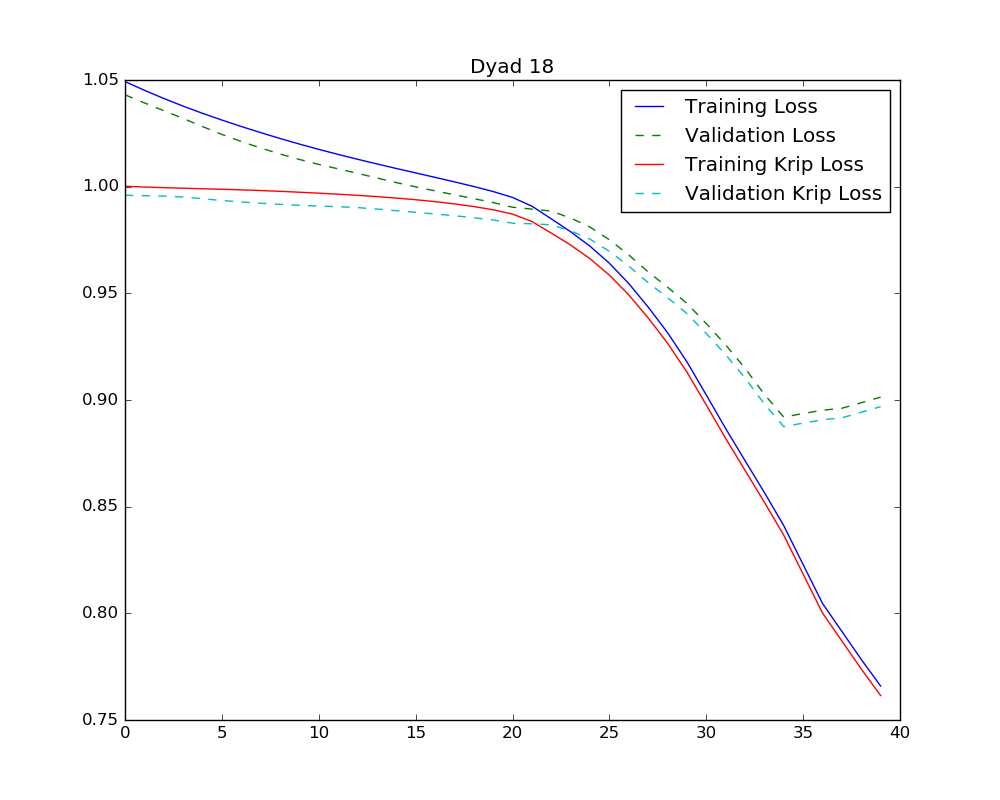 Dyad 18
1.05
1.00
0.95
0.90
0.85
0.80
0.75
0 5 10 15 20 25 30 35 40
Training Loss
Validation Loss
Training Krip Loss
Validation Krip Loss